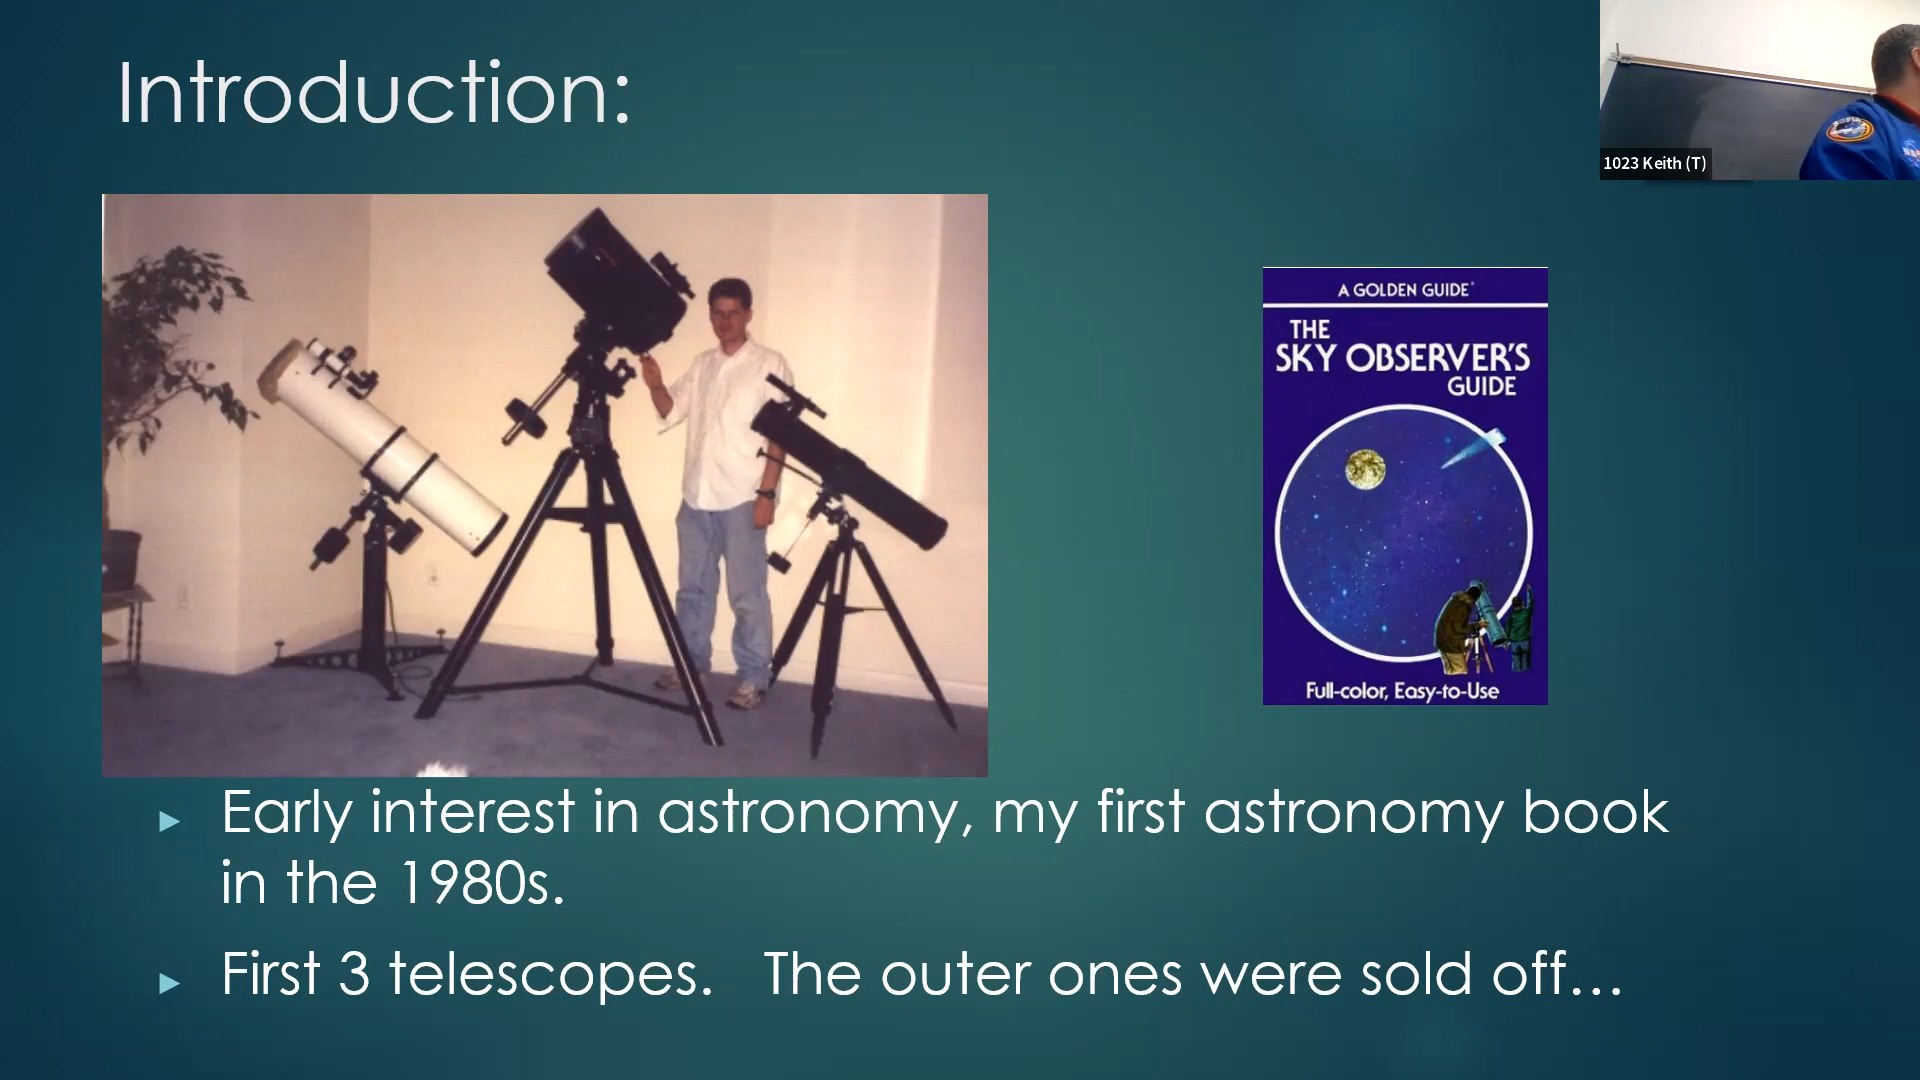 Introduction:
1023 Keith (T)
A GOLDEN GUIDE®
THE
SKY OBSERVER'S
GUIDE
Full-color, Easy-to-Use
Early interest in astronomy, my first astronomy book
in the 1980s.
First 3 telescopes. The outer ones were sold off...